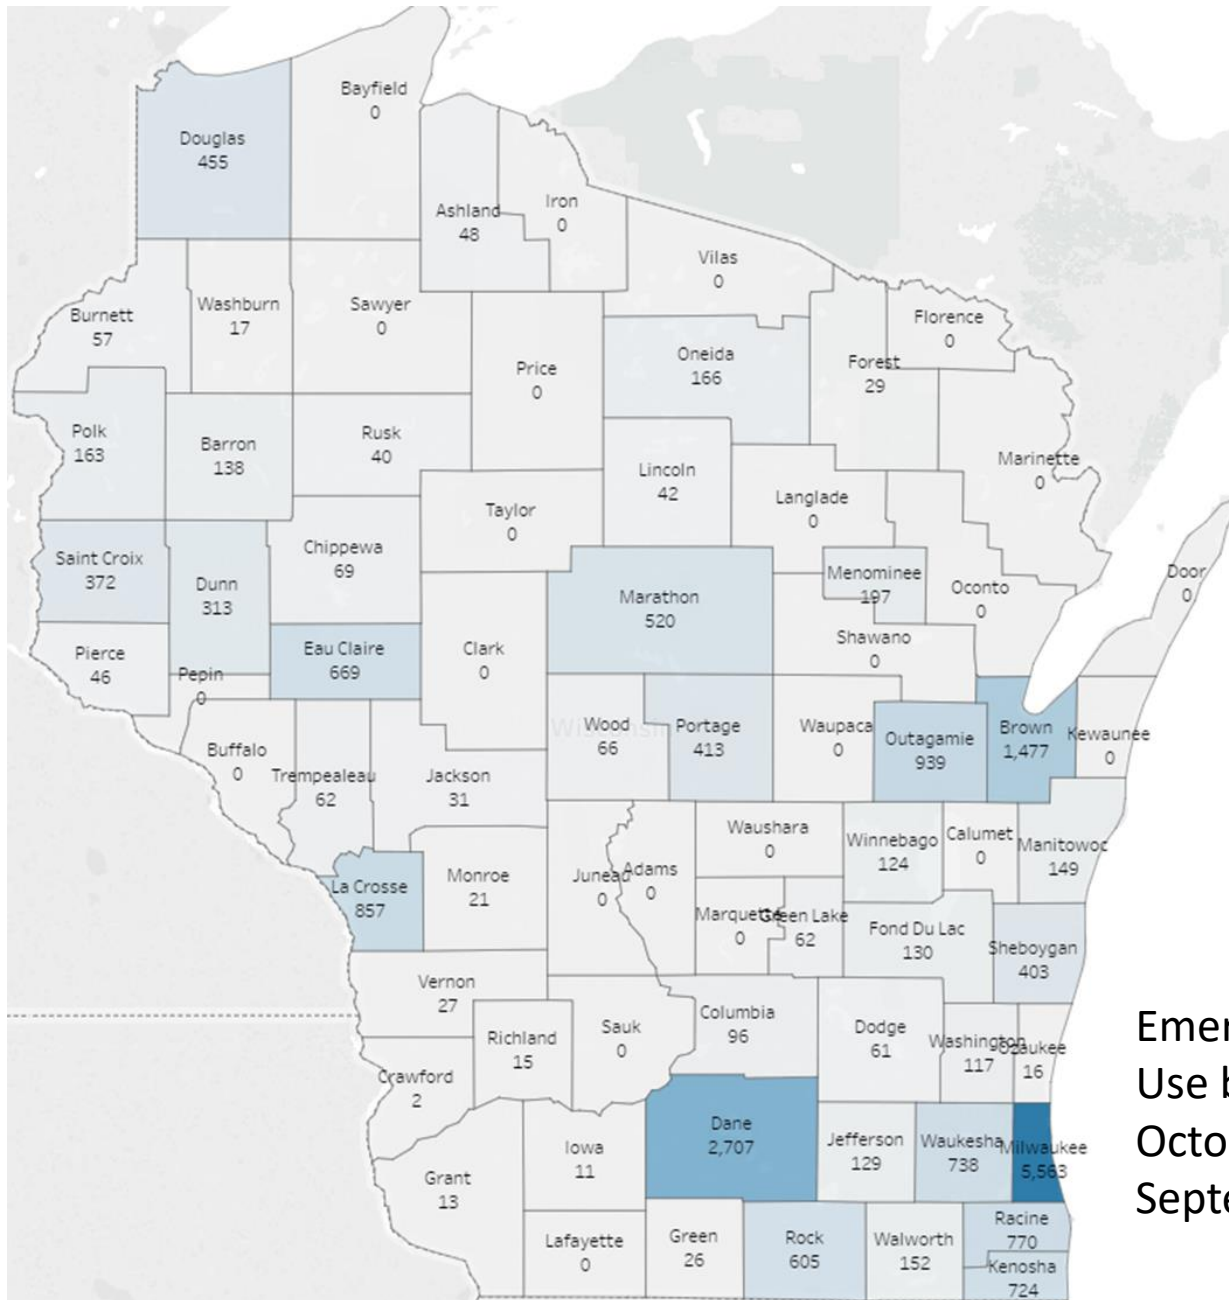 Bayfield
0
Douglas
455
Iron
0
Ashland
48
Vilas
0
Washburn
17
Sawyer
0
Burnett
57
Florence
0
Oneida
166
Forest
29
Price
0
Polk
163
Barron
138
Rusk
40
Marinette
0
Lincoln
42
Langlade
0
Taylor
0
Chippewa
69
Saint Croix
372
Dunn
313
Menominee
197
Door
0
Oconto
0
Marathon
520
Shawano
0
Eau Claire
669
Clark
0
Pierce
46
Pepin
0
Wisconsin
Wood
66
Portage
413
Waupaca
0
Outagamie
939
Brown
1,477
Kewaunee
0
Buffalo
0
Trempealeau
62
Jackson
31
Waushara
0
Winnebago
124
Calumet
0
Manitowoc
149
La Crosse
857
Monroe
21
Juneau
0
Adams
0
Marquette
0
Green Lake
62
Fond Du Lac
130
Sheboygan
403
Vernon
27
Richland
15
Sauk
0
Columbia
96
Dodge
61
Washington
117
Ozaukee
16
Crawford
2
Emer
Use b
Octo
Septe
Dane
2,707
Jefferson
129
Waukesha
738
Milwaukee
5,563
Iowa
11
Grant
13
Lafayette
0
Green
26
Rock
605
Walworth
152
Racine
770
Kenosha
724